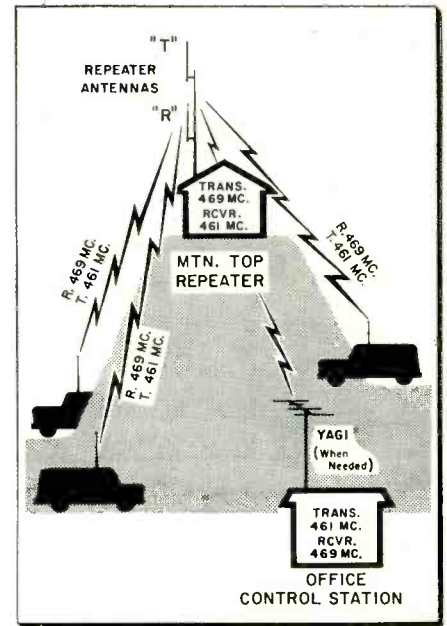 "T"
REPEATER
ANTENNAS
"R"
TRANS.
469 MC.
RCVR.
461 MC.
MTN. TOP
REPEATER
R. 469 MC.
T. 461 MC.
R. 469 MC.
T. 461 MC.
R. 469 MC.
T. 461 MC.
YAGI
(When
Needed)
TRANS.
461 MC.
RCVR.
469 MC.
OFFICE
CONTROL STATION